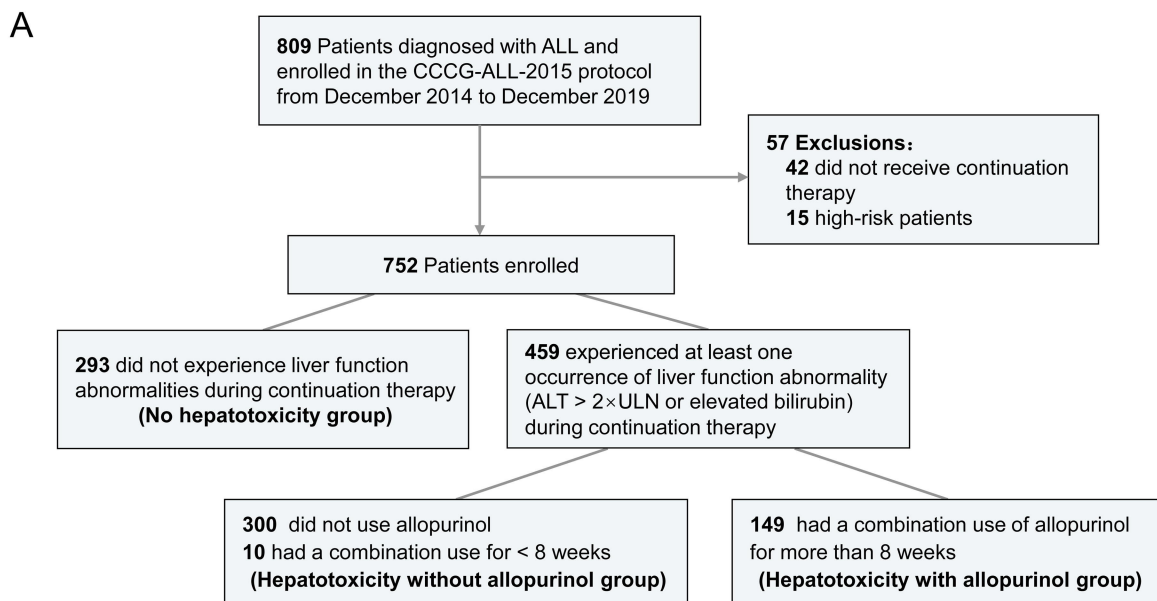 A
809 Patients diagnosed with ALL and
enrolled in the CCCG-ALL-2015 protocol
from December 2014 to December 2019
57 Exclusions：
42 did not receive continuation
therapy
15 high-risk patients
752 Patients enrolled
293 did not experience liver function
abnormalities during continuation therapy
(No hepatotoxicity group)
459 experienced at least one
occurrence of liver function abnormality
(ALT > 2×ULN or elevated bilirubin)
during continuation therapy
300 did not use allopurinol
10 had a combination use for < 8 weeks
(Hepatotoxicity without allopurinol group)
149 had a combination use of allopurinol
for more than 8 weeks
(Hepatotoxicity with allopurinol group)